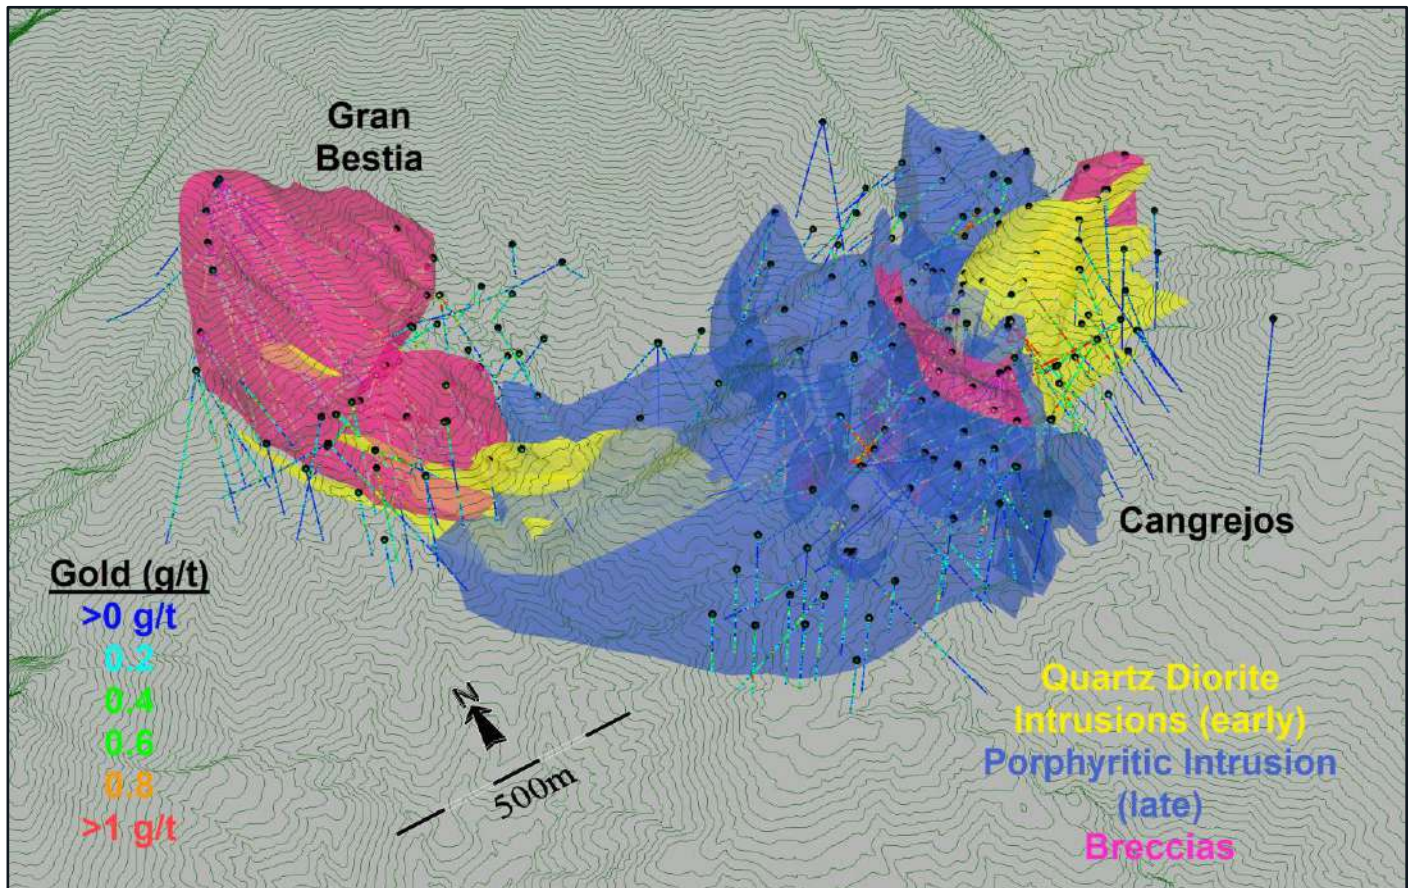 Gran
Bestia
Cangrejos
Gold (g/t)
>0 g/t
0.2
0.4
0.6
0.8
>1 g/t
N
500m
Quartz Diorite
Intrusions (early)
Porphyritic Intrusion
(late)
Breccias